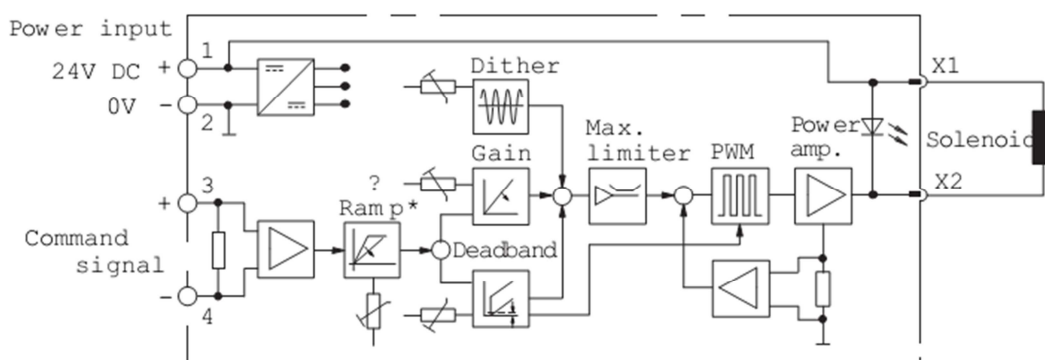 Power input
24V DC +
1
0V -
2
Dither
Gain
Max.
limiter
PWM
Power
amp.
X1
Solenoid
X2
3
+
Command
signal
-
4
?
Ramp*
Deadband